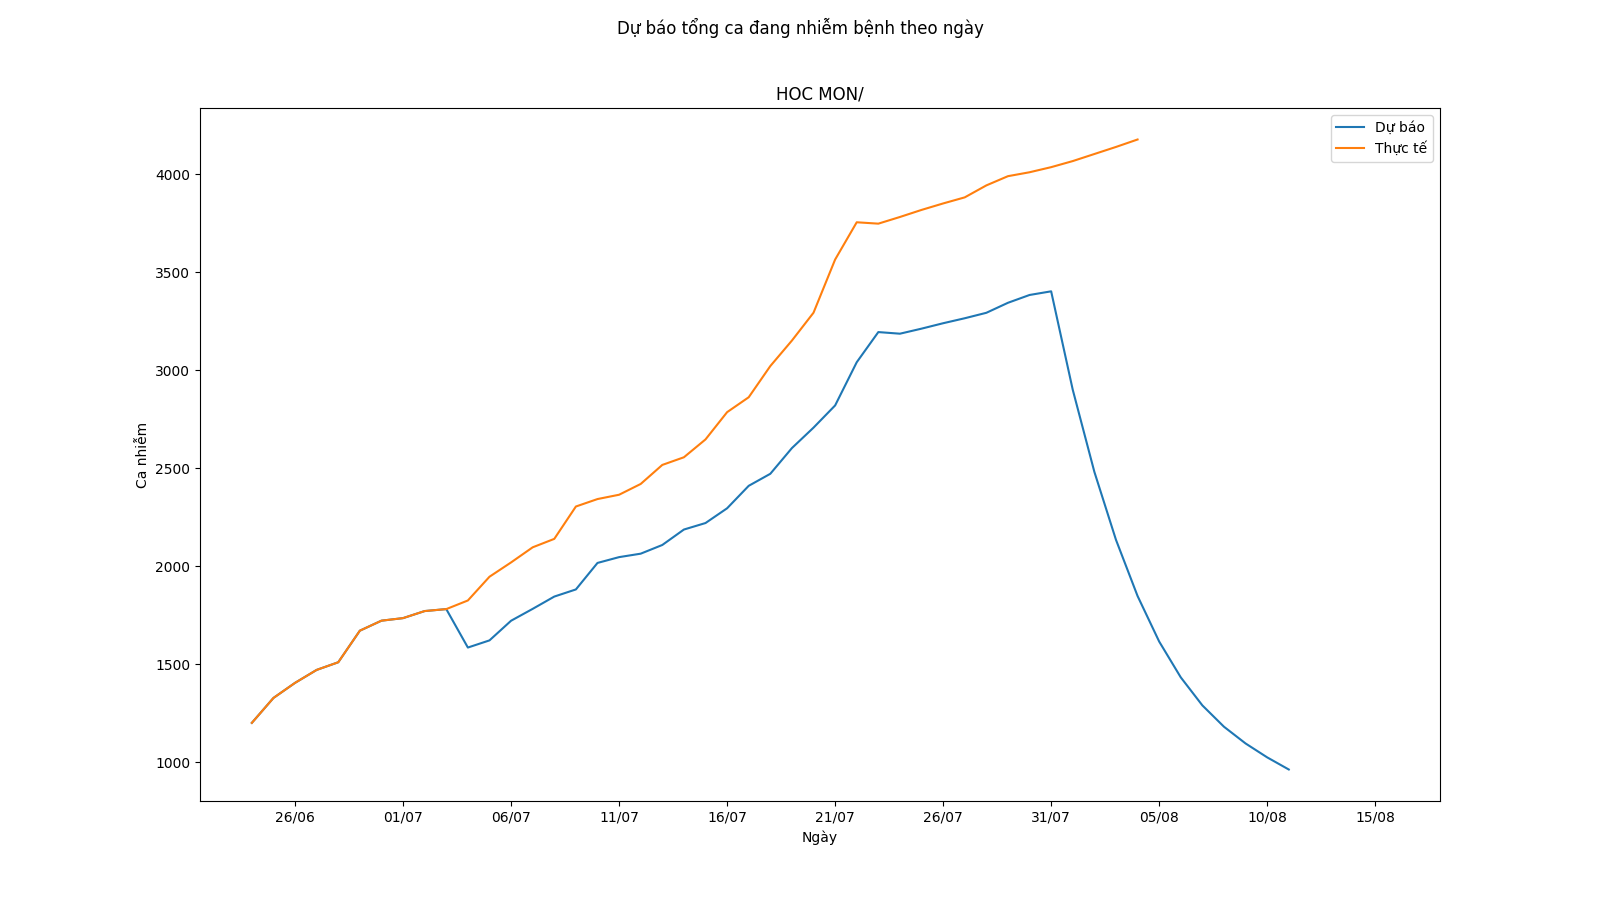 Dự báo tổng ca đang nhiễm bệnh theo ngày
HOC MON/
Dự báo
Thực tế
4000
3500
3000
2500
2000
1500
1000
Ca nhiễm
26/06 01/07 06/07 11/07 16/07 21/07 26/07 31/07 05/08 10/08 15/08
Ngày